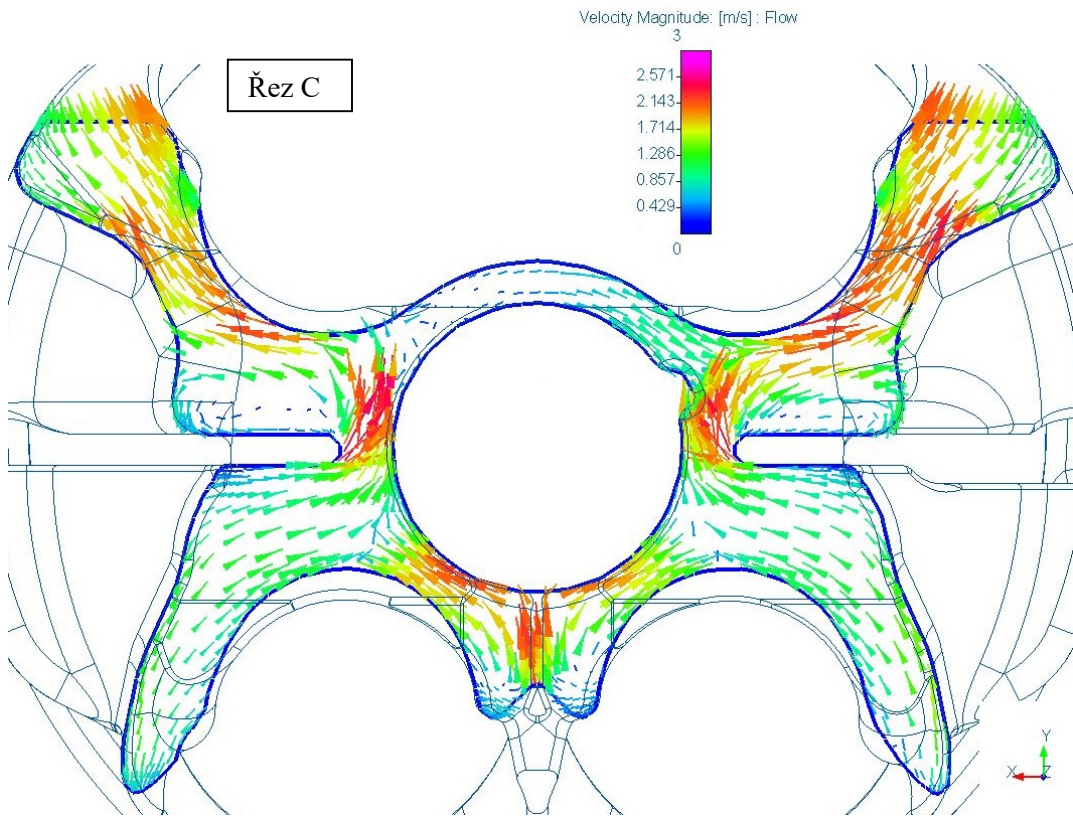 Velocity Magnitude: [m/s] : Flow
3
Řez C
2.571
2.143
1.714
1.286
0.857
0.429
0
Y
X Z